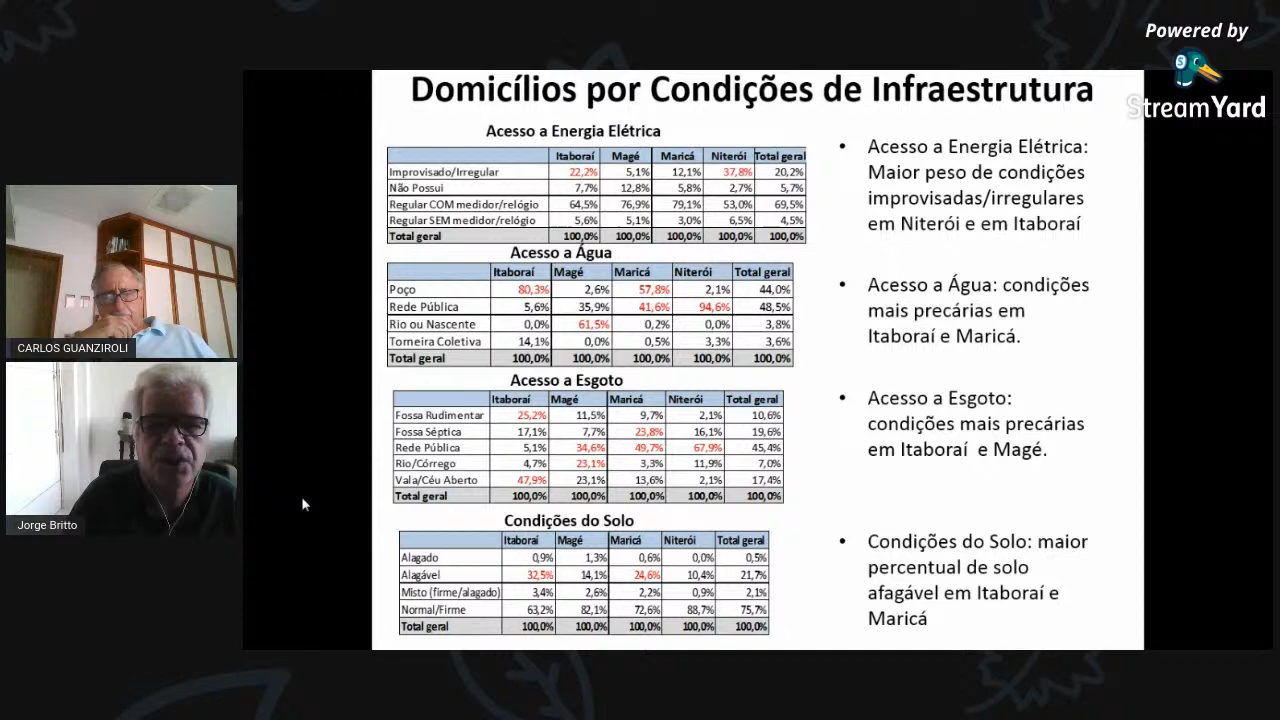 Powered by
StreamYard
Domicílios por Condições de Infraestrutura
Acesso a Energia Elétrica
Itaboraí Magé Maricá Niterói Total geral
Improvisado/Irregular 22,2% 5,1% 12,1% 37,8% 20,2%
Não Possui 7,7% 12,8% 5,8% 2,7% 5,7%
Regular COM medidor/relógio 64,5% 76,9% 79,1% 53,0% 69,5%
Regular SEM medidor/relógio 5,6% 5,1% 3,0% 6,5% 4,5%
Total geral 100,0% 100,0% 100,0% 100,0% 100,0%
Acesso a Água
Itaboraí Magé Maricá Niterói Total geral
Poço 80,3% 2,6% 57,8% 2,1% 44,0%
Rede Pública 5,6% 35,9% 41,6% 94,6% 48,5%
Rio ou Nascente 0,0% 61,5% 0,2% 0,0% 3,8%
Torneira Coletiva 14,1% 0,0% 0,5% 3,3% 3,6%
Total geral 100,0% 100,0% 100,0% 100,0% 100,0%
Acesso a Esgoto
Itaboraí Magé Maricá Niterói Total geral
Fossa Rudimentar 25,2% 11,5% 9,7% 2,1% 10,6%
Fossa Séptica 17,1% 7,7% 23,8% 16,1% 19,6%
Rede Pública 5,1% 34,6% 49,7% 67,9% 45,4%
Rio/Córrego 4,7% 23,1% 3,3% 11,9% 7,0%
Vala/Céu Aberto 47,9% 23,1% 13,6% 2,1% 17,4%
Total geral 100,0% 100,0% 100,0% 100,0% 100,0%
Condições do Solo
Itaboraí Magé Maricá Niterói Total geral
Alagado 0,9% 1,3% 0,6% 0,0% 0,5%
Alagável 32,5% 14,1% 24,6% 10,4% 21,7%
Misto (firme/alagado) 3,4% 2,6% 2,2% 0,9% 2,1%
Normal/Firme 63,2% 82,1% 72,6% 88,7% 75,7%
Total geral 100,0% 100,0% 100,0% 100,0% 100,0%
• Acesso a Energia Elétrica:
Maior peso de condições
improvisadas/irregulares
em Niterói e em Itaboraí
• Acesso a Água: condições
mais precárias em
Itaboraí e Maricá.
• Acesso a Esgoto:
condições mais precárias
em Itaboraí e Magé.
• Condições do Solo: maior
percentual de solo
afagável em Itaboraí e
Maricá
CARLOS GUANZIROLI
Jorge Britto